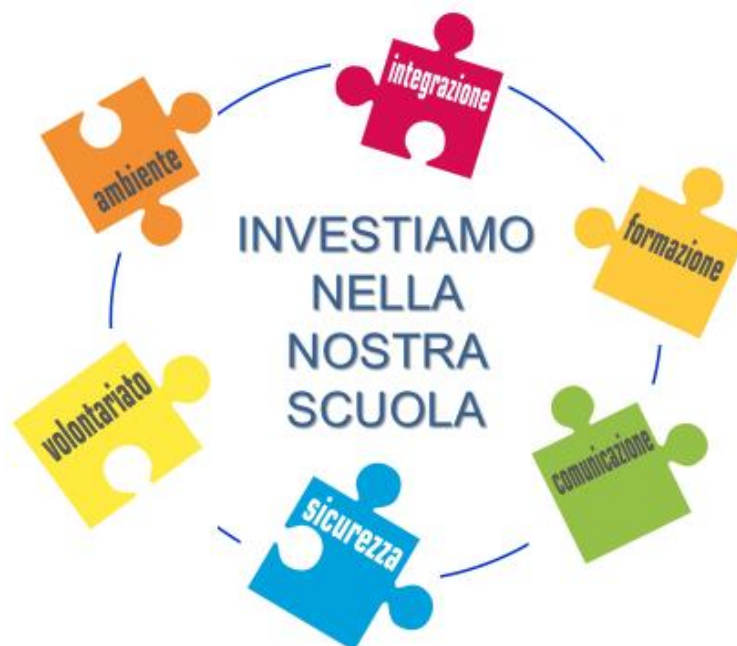 integrazione
ambiente
formazione
INVESTIAMO
NELLA
NOSTRA
SCUOLA
volontariato
comunicazione
sicurezza